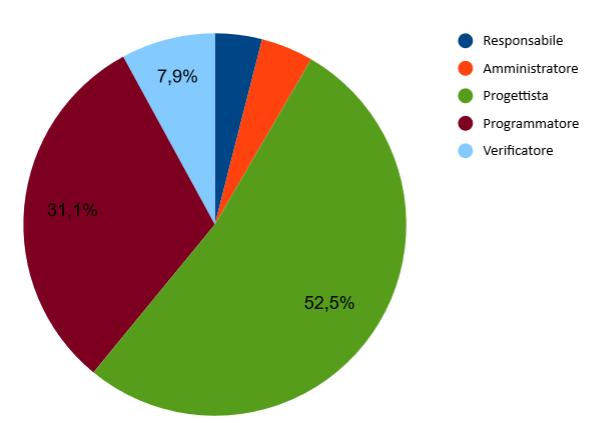 Responsabile
Amministratore
Progettista
Programmatore
Verificatore
7,9%
31,1%
52,5%